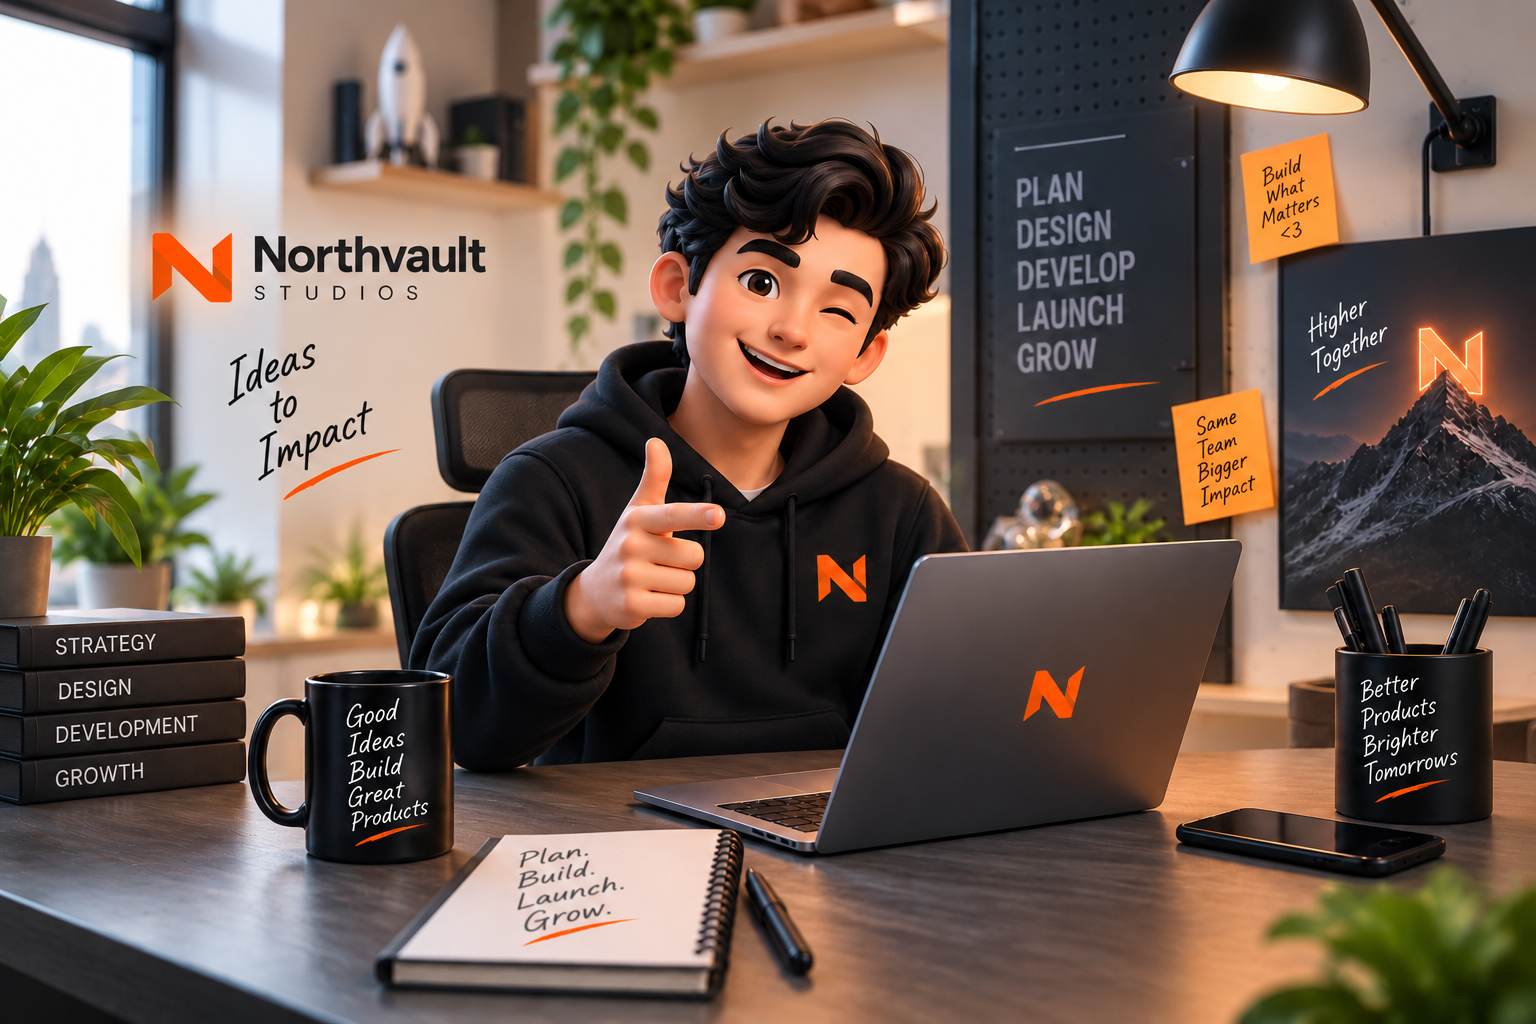 Northvault
STUDIOS
Ideas
to
Impact
PLAN
DESIGN
DEVELOP
LAUNCH
GROW
Build
What
Matters
<3
Higher
Together
Same
Team
Bigger
Impact
STRATEGY
DESIGN
DEVELOPMENT
GROWTH
Good
Ideas
Build
Great
Products
Plan.
Build.
Launch.
Grow.
Better
Products
Brighter
Tomorrows